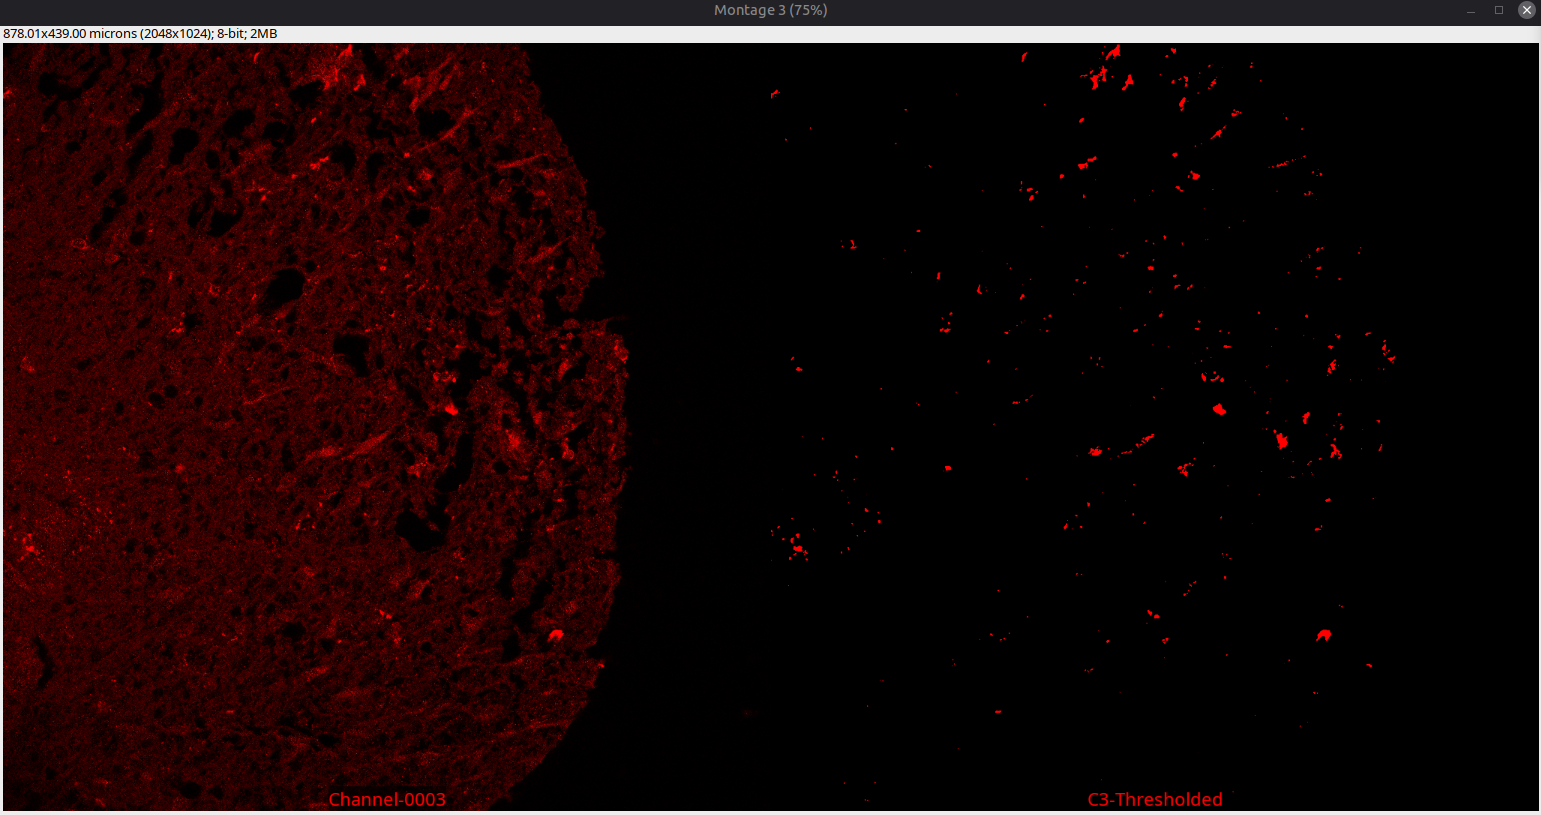 Montage 3 (75%)
878.01x439.00 microns (2048x1024); 8-bit; 2MB
Channel-0003
C3-Thresholded